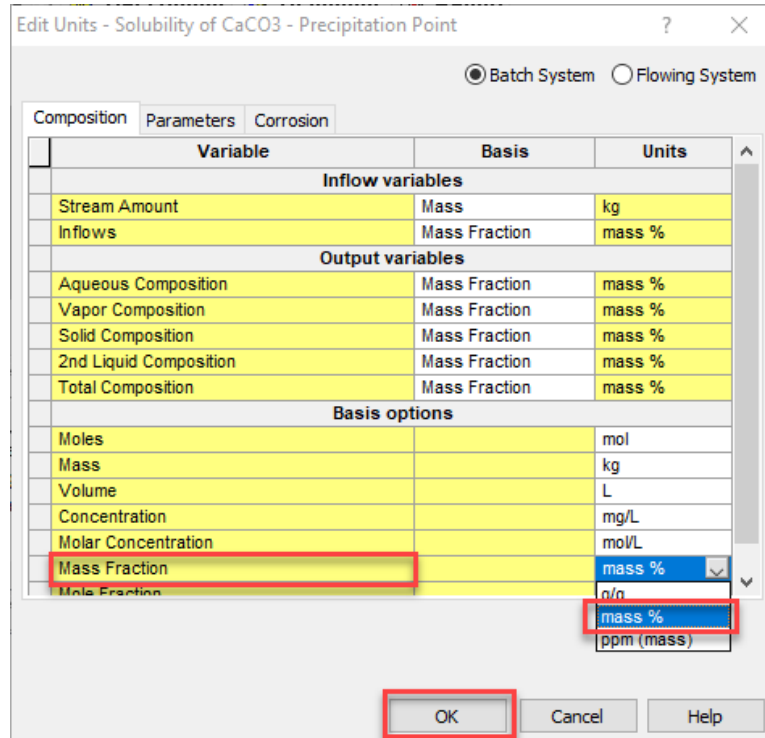 Edit Units - Solubility of CaCO3 - Precipitation Point ?
Batch System Flowing System
Composition Parameters Corrosion
Variable Basis Units
Inflow variables
Stream Amount Mass kg
Inflows Mass Fraction mass %
Output variables
Aqueous Composition Mass Fraction mass %
Vapor Composition Mass Fraction mass %
Solid Composition Mass Fraction mass %
2nd Liquid Composition Mass Fraction mass %
Total Composition Mass Fraction mass %
Basis options
Moles mol
Mass kg
Volume L
Concentration mg/L
Molar Concentration mol/L
Mass Fraction mass %
Mole Fraction g/g
mass %
ppm (mass)
OK Cancel Help